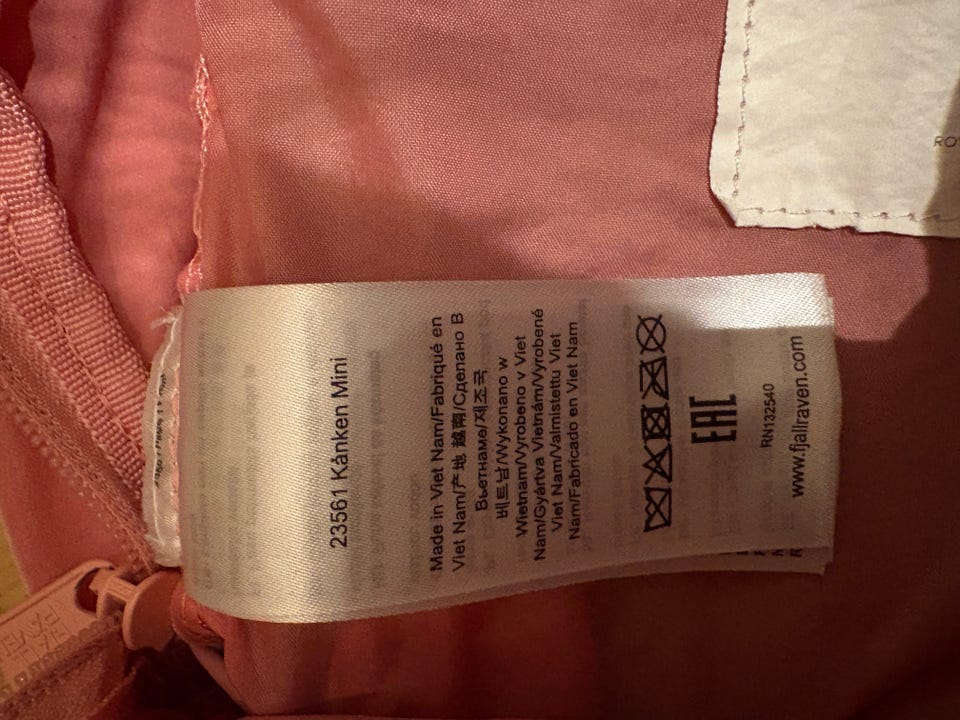 23561 Kånken Mini
Made in Viet Nam/Fabriqué en
Viet Nam/产 地 越南/Сделано В
Вьетнаме/제조국
베트남/Wykonano w
Wietnam/Vyrobeno v Viet
Nam/Gyártva Vietnám/Vyrobené
Viet Nam/Valmistettu Viet
Nam/Fabricado en Viet Nam
EAC
RN132540
www.fjallraven.com